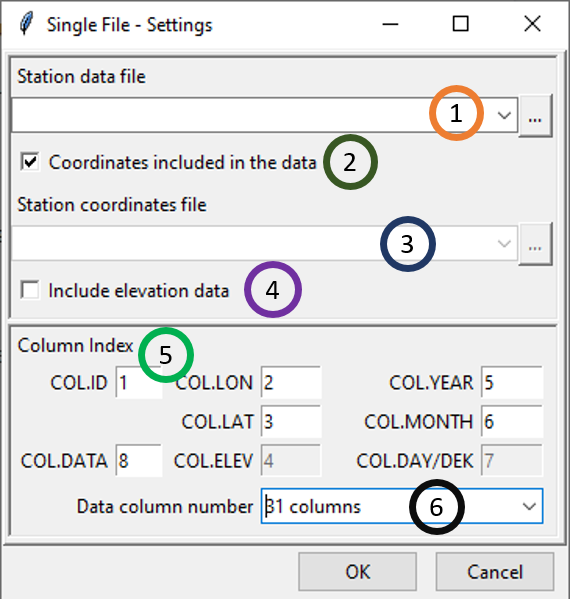 Single File - Settings
Station data file
1
...
Coordinates included in the data
2
Station coordinates file
3
...
Include elevation data
4
Column Index
5
COL.ID 1 COL.LON 2 COL.YEAR 5
COL.LAT 3 COL.MONTH 6
COL.DATA 8 COL.ELEV 4 COL.DAY/DEK 7
Data column number 31 columns 6
OK Cancel